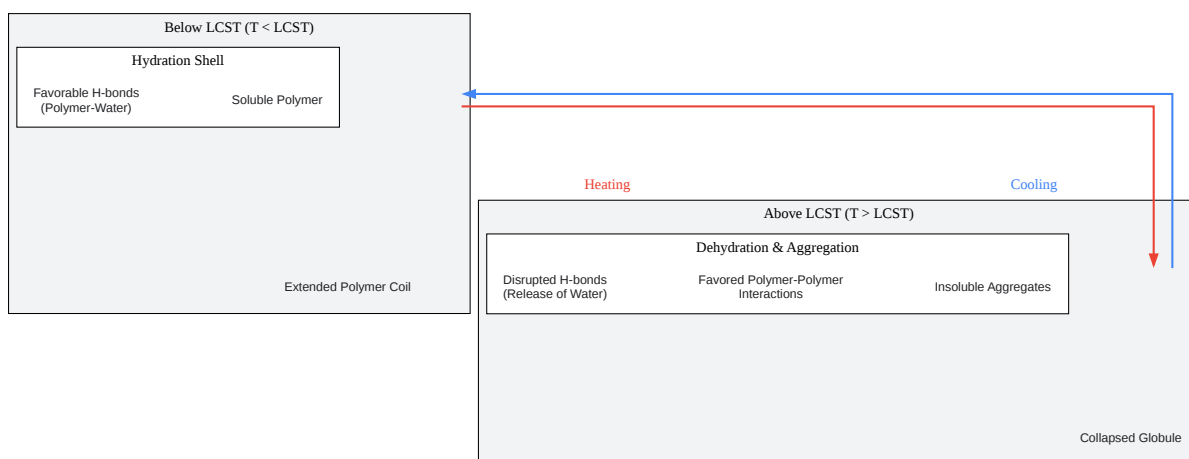 Below LCST (T < LCST)
Hydration Shell
Favorable H-bonds
(Polymer-Water)
Soluble Polymer
Extended Polymer Coil
Heating
Cooling
Above LCST (T > LCST)
Dehydration & Aggregation
Disrupted H-bonds
(Release of Water)
Favored Polymer-Polymer
Interactions
Insoluble Aggregates
Collapsed Globule